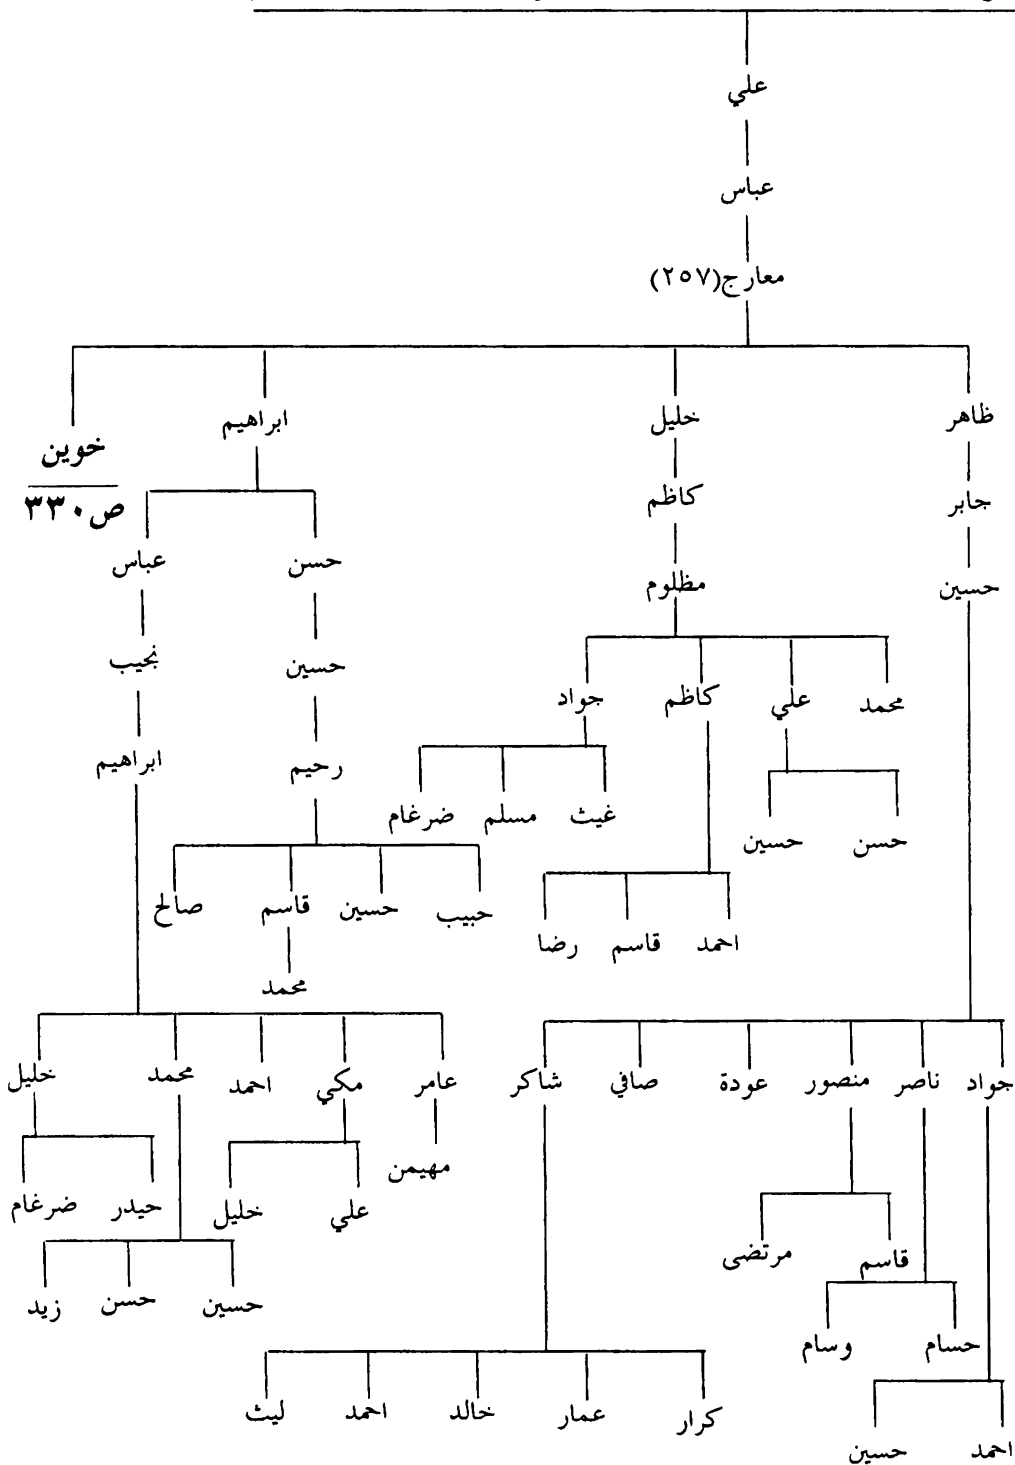 علي
عباس
معارج(٢٥٧)
ظاهر خليل ابراهيم خوين
ص٣٣٠
جابر كاظم
حسن عباس
حسين مظلوم
حسين نجيب
محمد علي كاظم جواد
رحيم ابراهيم
غيث مسلم ضرغام
حسن حسين
حبيب حسين قاسم صالح
احمد قاسم رضا
محمد
جواد ناصر منصور عودة صافي شاكر
عامر مكي احمد محمد خليل
مهيمن
علي خليل
حيدر ضرغام
قاسم مرتضى
حسين حسن زيد
حسام وسام
كرار عمار خالد احمد ليث
احمد حسين